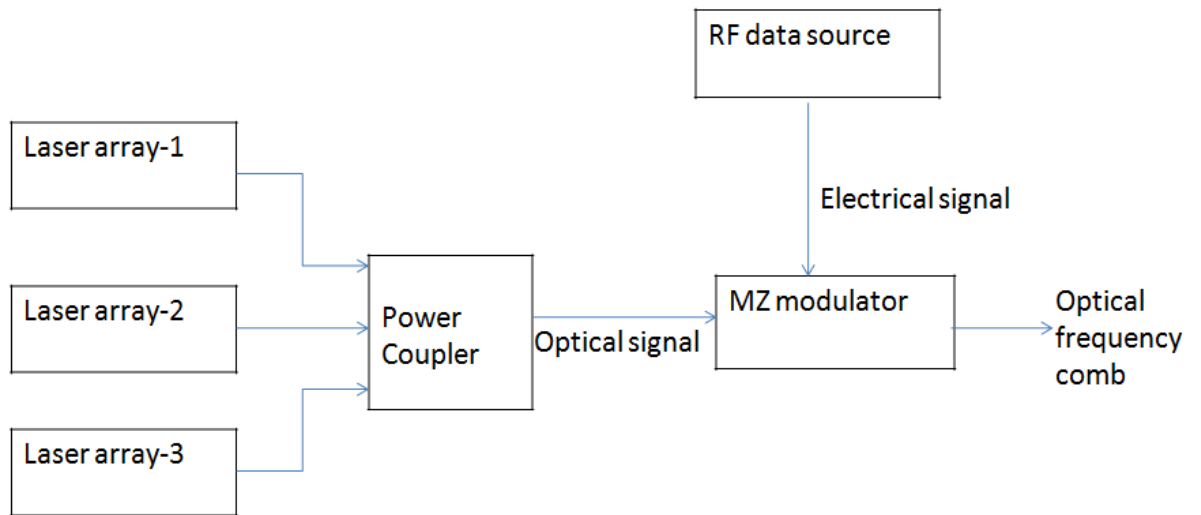 RF data source
Laser array-1
Electrical signal
Laser array-2
Power
Coupler
Optical signal
MZ modulator
Optical
frequency
comb
Laser array-3